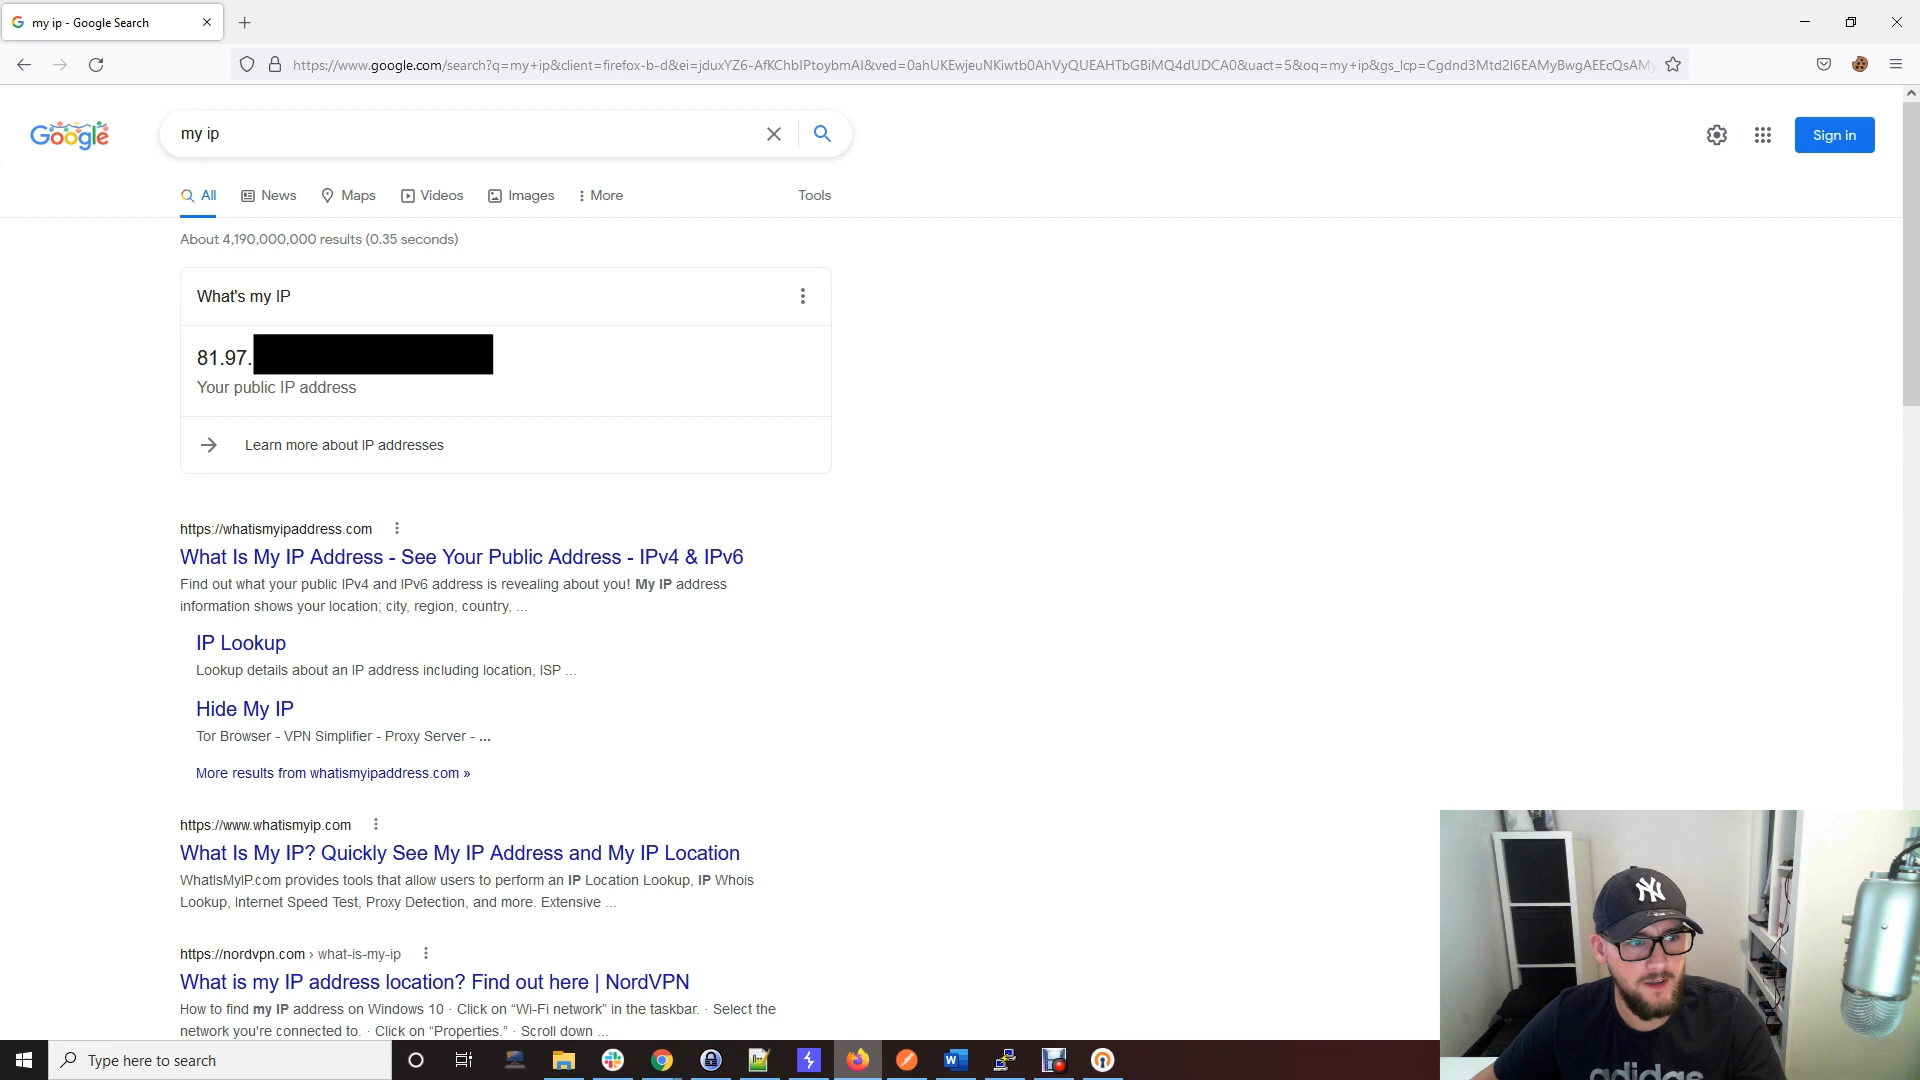 my ip - Google Search
https://www.google.com/search?q=my+ip&client=firefox-b-d&ei=jduxYZ6-AfKChbIPtoybmAI&ved=0ahUKEwjeuNKiwtb0AhVyQUEAHTbGBiMQ4dUDCA0&uact=5&oq=my+ip&gs_lcp=Cgdnd3Mtd2l6EAMyBwgAEEcQsAMy
Google
my ip
Sign in
All News Maps Videos Images More Tools
About 4,190,000,000 results (0.35 seconds)
What's my IP
81.97.
Your public IP address
Learn more about IP addresses
https://whatismyipaddress.com
What Is My IP Address - See Your Public Address - IPv4 & IPv6
Find out what your public IPv4 and IPv6 address is revealing about you! My IP address
information shows your location; city, region, country, ...
IP Lookup
Lookup details about an IP address including location, ISP ...
Hide My IP
Tor Browser - VPN Simplifier - Proxy Server - ...
More results from whatismyipaddress.com »
https://www.whatismyip.com
What Is My IP? Quickly See My IP Address and My IP Location
WhatIsMyIP.com provides tools that allow users to perform an IP Location Lookup, IP Whois
Lookup, Internet Speed Test, Proxy Detection, and more. Extensive ...
https://nordvpn.com › what-is-my-ip
What is my IP address location? Find out here | NordVPN
How to find my IP address on Windows 10 · Click on “Wi-Fi network” in the taskbar. · Select the
network you're connected to. · Click on “Properties.” · Scroll down ...
NY
adidas
Type here to search